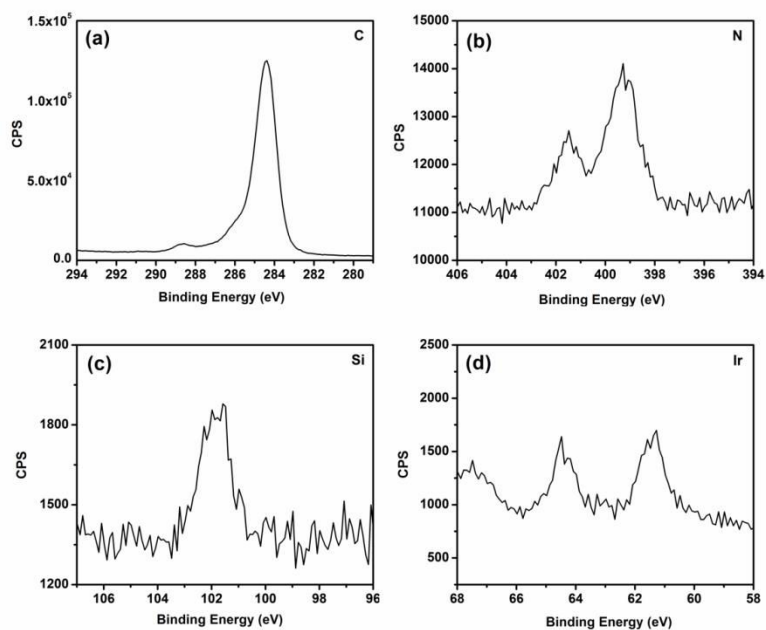 (a)
C
1.5x10⁵
1.0x10⁵
5.0x10⁴
0.0
CPS
294 292 290 288 286 284 282 280
Binding Energy (eV)
(b)
N
15000
14000
13000
12000
11000
10000
CPS
406 404 402 400 398 396 394
Binding Energy (eV)
(c)
Si
2100
1800
1500
1200
CPS
106 104 102 100 98 96
Binding Energy (eV)
(d)
Ir
2500
2000
1500
1000
500
CPS
68 66 64 62 60 58
Binding Energy (eV)